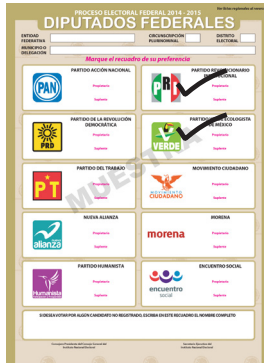 PROCESO ELECTORAL FEDERAL 2014 - 2015
DIPUTADOS FEDERALES
ENTIDAD FEDERATIVA
CIRCUNSCRIPCIÓN PLURINOMINAL
DISTRITO ELECTORAL
MUNICIPIO O DELEGACIÓN
Marque el recuadro de su preferencia
PARTIDO ACCIÓN NACIONAL
PAN
Propietario
Suplente
PARTIDO REVOLUCIONARIO
INSTITUCIONAL
PRI
Propietario
Suplente
PARTIDO DE LA REVOLUCIÓN
DEMOCRÁTICA
PRD
Propietario
Suplente
PARTIDO ECOLOGISTA
DE MÉXICO
VERDE
Propietario
Suplente
PARTIDO DEL TRABAJO
PT
Propietario
Suplente
MOVIMIENTO CIUDADANO
MOVIMIENTO
CIUDADANO
Propietario
Suplente
NUEVA ALIANZA
alianza
Propietario
Suplente
MORENA
morena
Propietario
Suplente
PARTIDO HUMANISTA
Humanista
Propietario
Suplente
ENCUENTRO SOCIAL
encuentro
social
Propietario
Suplente
MUESTRA
SI DESEA VOTAR POR ALGÚN CANDIDATO NO REGISTRADO, ESCRIBA EN ESTE RECUADRO EL NOMBRE COMPLETO